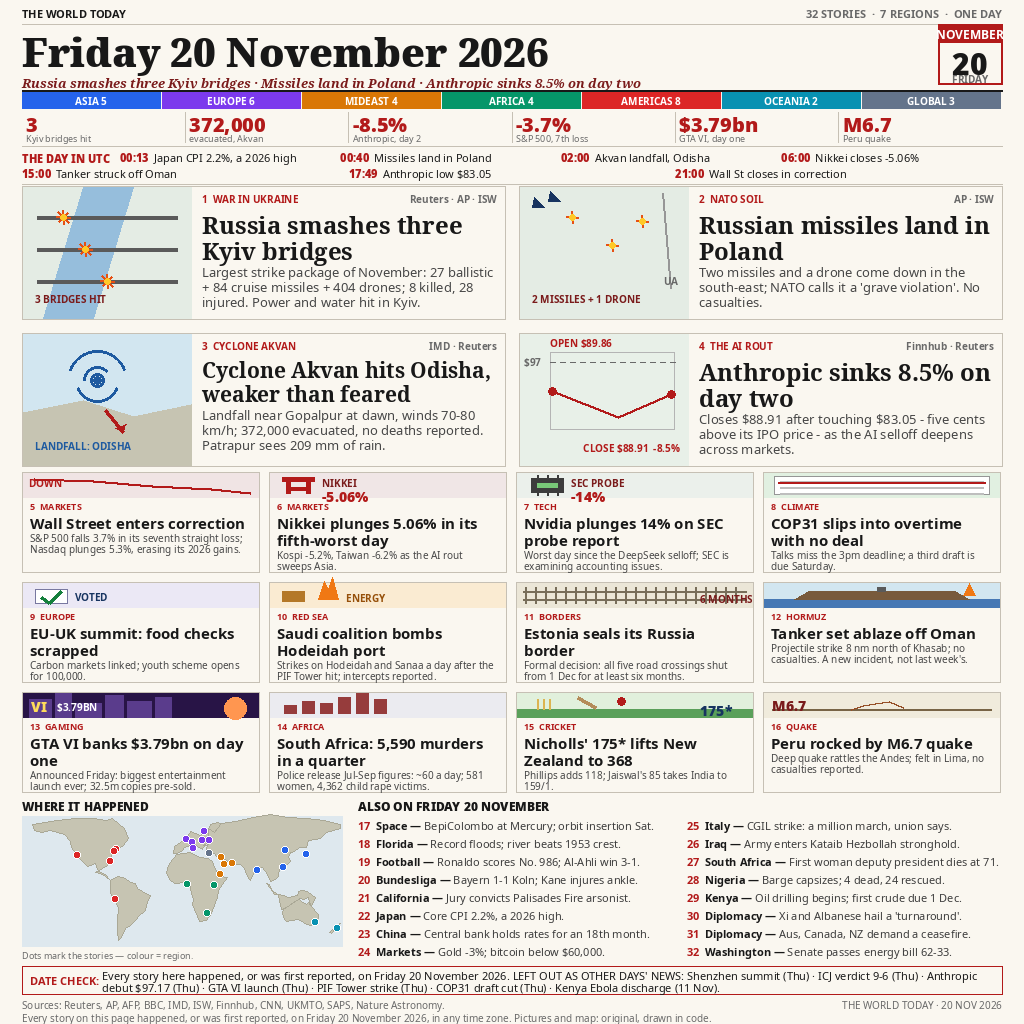 THE WORLD TODAY
32 STORIES · 7 REGIONS · ONE DAY
Friday 20 November 2026
Russia smashes three Kyiv bridges · Missiles land in Poland · Anthropic sinks 8.5% on day two
NOVEMBER
20
FRIDAY
ASIA 5 EUROPE 6 MIDEAST 4 AFRICA 4 AMERICAS 8 OCEANIA 2 GLOBAL 3
3 372,000 -8.5% -3.7% $3.79bn M6.7
Kyiv bridges hit evacuated, Akvan Anthropic, day 2 S&P 500, 7th loss GTA VI, day one Peru quake
THE DAY IN UTC 00:13 Japan CPI 2.2%, a 2026 high 00:40 Missiles land in Poland 02:00 Akvan landfall, Odisha 06:00 Nikkei closes -5.06%
15:00 Tanker struck off Oman 17:49 Anthropic low $83.05 21:00 Wall St closes in correction
3 BRIDGES HIT
1 WAR IN UKRAINE Reuters · AP · ISW
Russia smashes three
Kyiv bridges
Largest strike package of November: 27 ballistic
+ 84 cruise missiles + 404 drones; 8 killed, 28
injured. Power and water hit in Kyiv.
UA
2 MISSILES + 1 DRONE
2 NATO SOIL AP · ISW
Russian missiles land in
Poland
Two missiles and a drone come down in the
south-east; NATO calls it a 'grave violation'. No
casualties.
LANDFALL: ODISHA
3 CYCLONE AKVAN IMD · Reuters
Cyclone Akvan hits Odisha,
weaker than feared
Landfall near Gopalpur at dawn, winds 70-80
km/h; 372,000 evacuated, no deaths reported.
Patrapur sees 209 mm of rain.
OPEN $89.86
$97
CLOSE $88.91 -8.5%
4 THE AI ROUT Finnhub · Reuters
Anthropic sinks 8.5% on
day two
Closes $88.91 after touching $83.05 - five cents
above its IPO price - as the AI selloff deepens
across markets.
DOWN
5 MARKETS
Wall Street enters correction
S&P 500 falls 3.7% in its seventh straight loss;
Nasdaq plunges 5.3%, erasing its 2026 gains.
NIKKEI
-5.06%
6 MARKETS
Nikkei plunges 5.06% in its
fifth-worst day
Kospi -5.2%, Taiwan -6.2% as the AI rout
sweeps Asia.
SEC PROBE
-14%
7 TECH
Nvidia plunges 14% on SEC
probe report
Worst day since the DeepSeek selloff; SEC is
examining accounting issues.
8 CLIMATE
COP31 slips into overtime
with no deal
Talks miss the 3pm deadline; a third draft is
due Saturday.
VOTED
9 EUROPE
EU-UK summit: food checks
scrapped
Carbon markets linked; youth scheme opens
for 100,000.
ENERGY
10 RED SEA
Saudi coalition bombs
Hodeidah port
Strikes on Hodeidah and Sanaa a day after the
PIF Tower hit; intercepts reported.
6 MONTHS
11 BORDERS
Estonia seals its Russia
border
Formal decision: all five road crossings shut
from 1 Dec for at least six months.
12 HORMUZ
Tanker set ablaze off Oman
Projectile strike 8 nm north of Khasab; no
casualties. A new incident, not last week's.
VI $3.79BN
13 GAMING
GTA VI banks $3.79bn on day
one
Announced Friday: biggest entertainment
launch ever; 32.5m copies pre-sold.
14 AFRICA
South Africa: 5,590 murders
in a quarter
Police release Jul-Sep figures: ~60 a day; 581
women, 4,362 child rape victims.
175*
15 CRICKET
Nicholls' 175* lifts New
Zealand to 368
Phillips adds 118; Jaiswal's 85 takes India to
159/1.
M6.7
16 QUAKE
Peru rocked by M6.7 quake
Deep quake rattles the Andes; felt in Lima, no
casualties reported.
WHERE IT HAPPENED
Dots mark the stories — colour = region.
ALSO ON FRIDAY 20 NOVEMBER
17 Space — BepiColombo at Mercury; orbit insertion Sat.
18 Florida — Record floods; river beats 1953 crest.
19 Football — Ronaldo scores No. 986; Al-Ahli win 3-1.
20 Bundesliga — Bayern 1-1 Koln; Kane injures ankle.
21 California — Jury convicts Palisades Fire arsonist.
22 Japan — Core CPI 2.2%, a 2026 high.
23 China — Central bank holds rates for an 18th month.
24 Markets — Gold -3%; bitcoin below $60,000.
25 Italy — CGIL strike: a million march, union says.
26 Iraq — Army enters Kataib Hezbollah stronghold.
27 South Africa — First woman deputy president dies at 71.
28 Nigeria — Barge capsizes; 4 dead, 24 rescued.
29 Kenya — Oil drilling begins; first crude due 1 Dec.
30 Diplomacy — Xi and Albanese hail a 'turnaround'.
31 Diplomacy — Aus, Canada, NZ demand a ceasefire.
32 Washington — Senate passes energy bill 62-33.
DATE CHECK: Every story here happened, or was first reported, on Friday 20 November 2026. LEFT OUT AS OTHER DAYS' NEWS: Shenzhen summit (Thu) · ICJ verdict 9-6 (Thu) · Anthropic
debut $97.17 (Thu) · GTA VI launch (Thu) · PIF Tower strike (Thu) · COP31 draft cut (Thu) · Kenya Ebola discharge (11 Nov).
Sources: Reuters, AP, AFP, BBC, IMD, ISW, Finnhub, CNN, UKMTO, SAPS, Nature Astronomy.
THE WORLD TODAY · 20 NOV 2026
Every story on this page happened, or was first reported, on Friday 20 November 2026, in any time zone. Pictures and map: original, drawn in code.